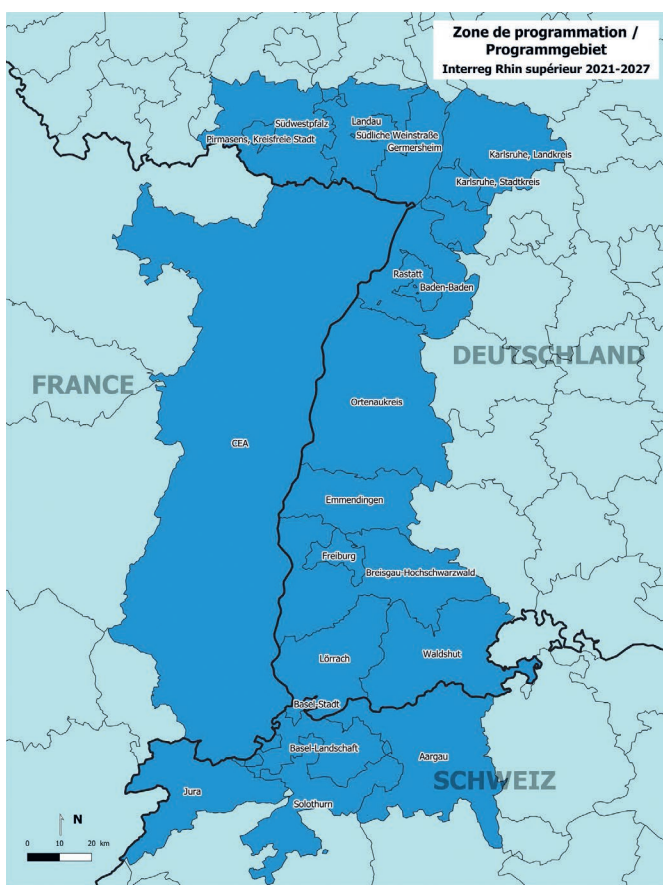 Zone de programmation /
Programmgebiet
Interreg Rhin supérieur 2021-2027
Südwestpfalz
Landau
Pirmasens, Kreisfreie Stadt
Südliche Weinstraße
Germersheim
Karlsruhe, Landkreis
Karlsruhe, Stadtkreis
Rastatt
Baden-Baden
DEUTSCHLAND
FRANCE
Ortenaukreis
CEA
Emmendingen
Freiburg
Breisgau-Hochschwarzwald
Lörrach
Waldshut
Basel-Stadt
Basel-Landschaft
Aargau
SCHWEIZ
Jura
Solothurn
N
0 10 20 km